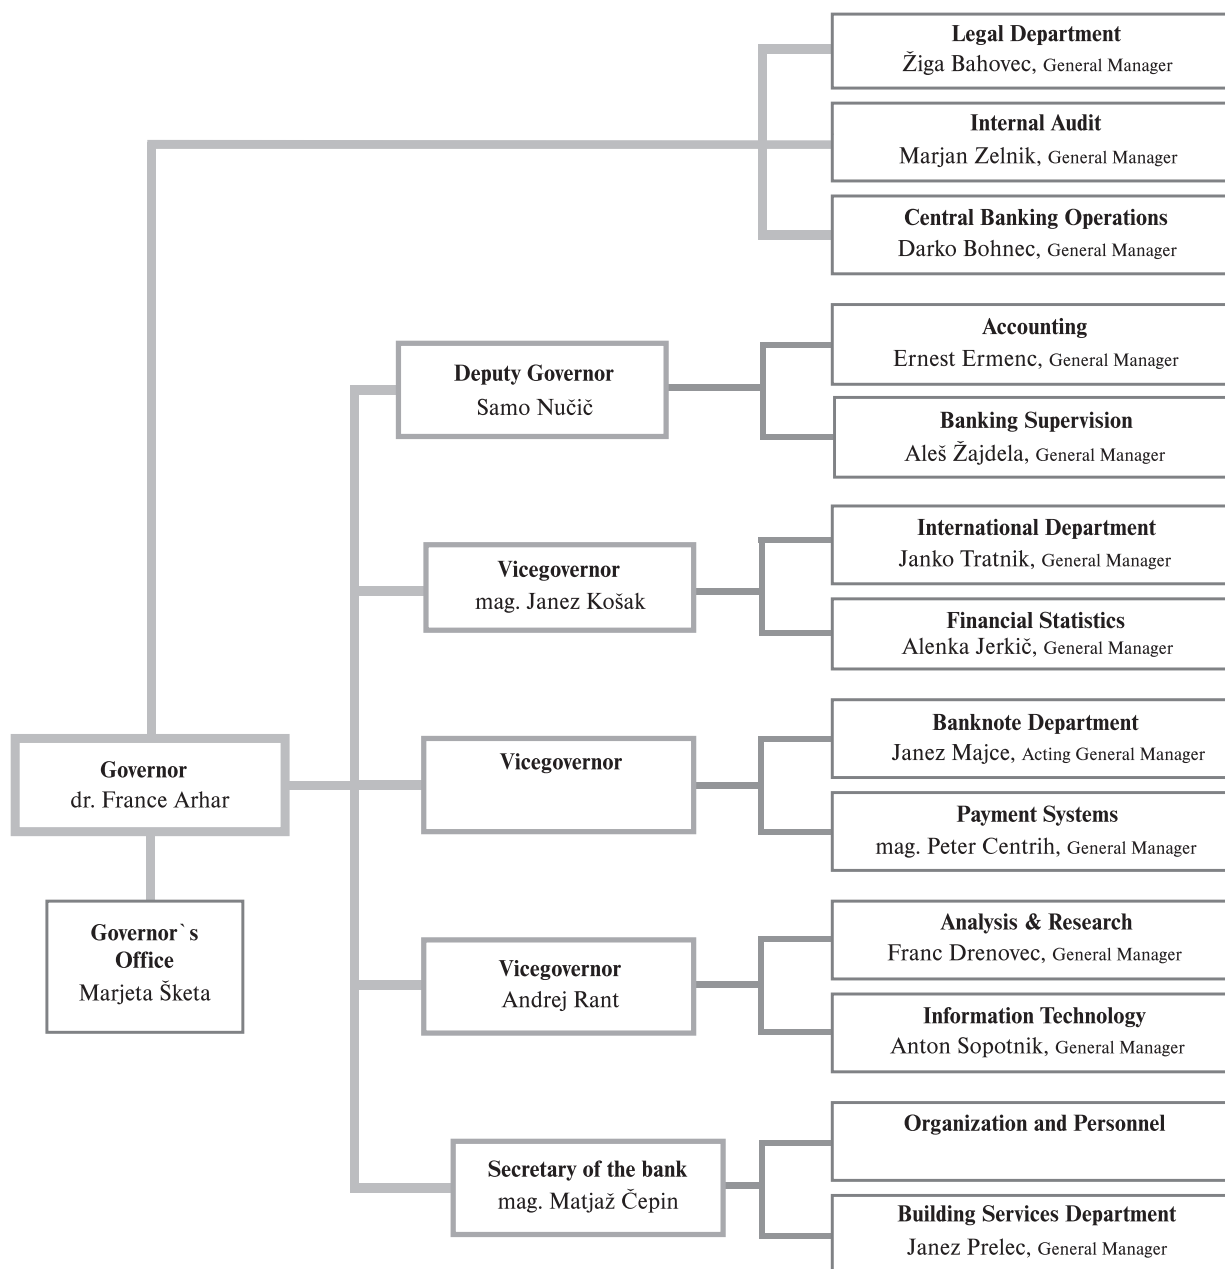 Legal Department
Žiga Bahovec, General Manager
Internal Audit
Marjan Zelnik, General Manager
Central Banking Operations
Darko Bohnec, General Manager
Accounting
Ernest Ermenc, General Manager
Deputy Governor
Samo Nučič
Banking Supervision
Aleš Žajdela, General Manager
International Department
Janko Tratnik, General Manager
Vicegovernor
mag. Janez Košak
Financial Statistics
Alenka Jerkič, General Manager
Banknote Department
Janez Majce, Acting General Manager
Vicegovernor
Governor
dr. France Arhar
Payment Systems
mag. Peter Centrih, General Manager
Governor`s
Office
Marjeta Šketa
Analysis & Research
Franc Drenovec, General Manager
Vicegovernor
Andrej Rant
Information Technology
Anton Sopotnik, General Manager
Organization and Personnel
Secretary of the bank
mag. Matjaž Čepin
Building Services Department
Janez Prelec, General Manager